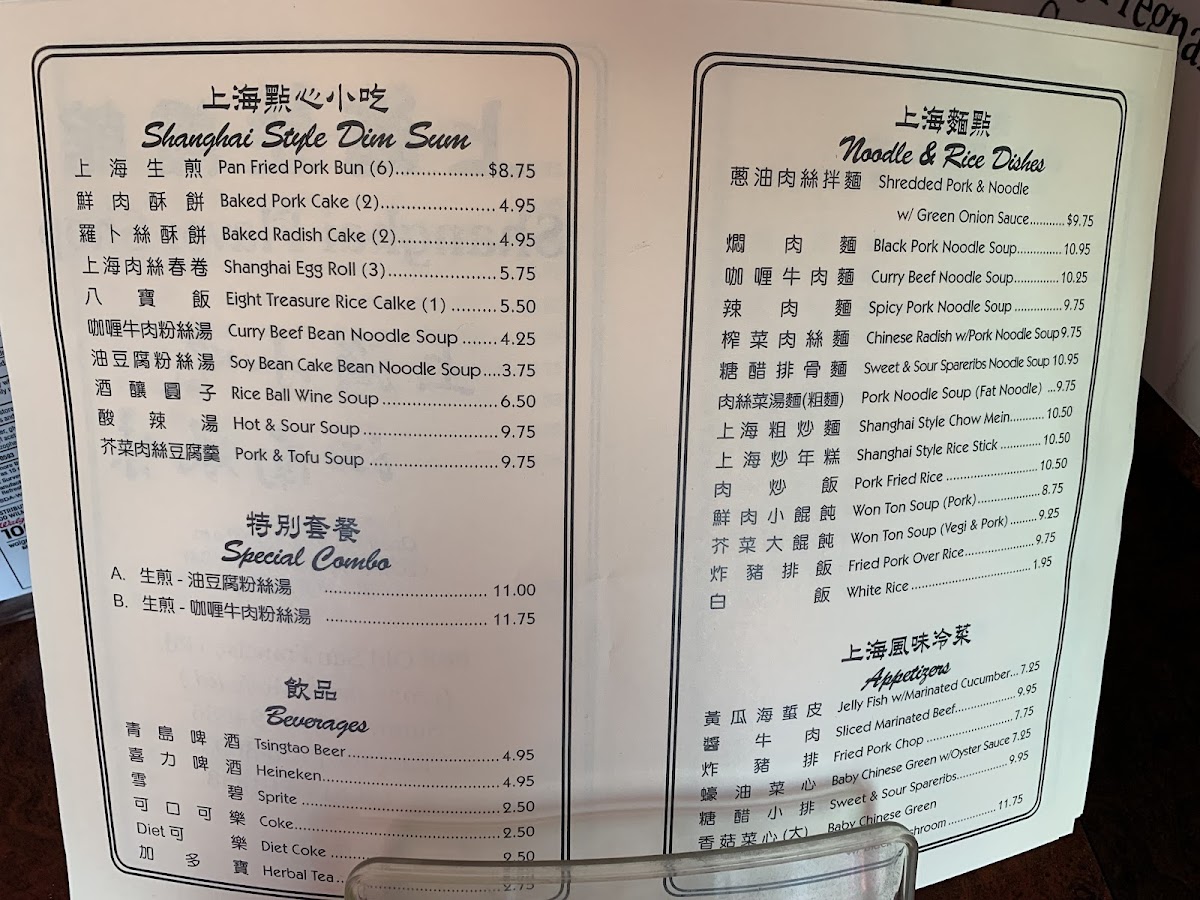 上海點心小吃
Shanghai Style Dim Sum
上海生煎 Pan Fried Pork Bun (6)..................$8.75
鮮肉酥餅 Baked Pork Cake (2)........................4.95
羅卜絲酥餅 Baked Radish Cake (2).....................4.95
上海肉絲春卷 Shanghai Egg Roll (3).......................5.75
八寶飯 Eight Treasure Rice Calke (1) .........5.50
咖喱牛肉粉絲湯 Curry Beef Bean Noodle Soup.......4.25
油豆腐粉絲湯 Soy Bean Cake Bean Noodle Soup....3.75
酒釀圓子 Rice Ball Wine Soup........................6.50
酸辣湯 Hot & Sour Soup............................9.75
芥菜肉絲豆腐羹 Pork & Tofu Soup ..........................9.75
特別套餐
Special Combo
A. 生煎 - 油豆腐粉絲湯 ................................ 11.00
B. 生煎 - 咖喱牛肉粉絲湯 ................................ 11.75
飲品
Beverages
青島啤酒 Tsingtao Beer....................................4.95
喜力啤酒 Heineken.........................................4.95
雪碧 Sprite .............................................2.50
可口可樂 Coke...............................................2.50
Diet可樂 Diet Coke ......................................2.50
加多寶 Herbal Tea.......................................2.75
上海麵點
Noodle & Rice Dishes
蔥油肉絲拌麵 Shredded Pork & Noodle
w/ Green Onion Sauce...........$9.75
燜肉麵 Black Pork Noodle Soup..............10.95
咖喱牛肉麵 Curry Beef Noodle Soup..............10.25
辣肉麵 Spicy Pork Noodle Soup ...............9.75
榨菜肉絲麵 Chinese Radish w/Pork Noodle Soup9.75
糖醋排骨麵 Sweet & Sour Spareribs Noodle Soup 10.95
肉絲菜湯麵(粗麵) Pork Noodle Soup (Fat Noodle) ...9.75
上海粗炒麵 Shanghai Style Chow Mein.......... 10.50
上海炒年糕 Shanghai Style Rice Stick ............ 10.50
肉炒飯 Pork Fried Rice ........................... 10.50
鮮肉小餛飩 Won Ton Soup (Pork)....................8.75
芥菜大餛飩 Won Ton Soup (Vegi & Pork) .........9.25
炸豬排飯 Fried Pork Over Rice......................9.75
白飯 White Rice ...................................1.95
上海風味冷菜
Appetizers
黃瓜海蜇皮 Jelly Fish w/Marinated Cucumber...7.25
醬牛肉 Sliced Marinated Beef...................9.95
炸豬排 Fried Pork Chop ..........................7.75
蠔油菜心 Baby Chinese Green w/Oyster Sauce 7.25
糖醋小排 Sweet & Sour Spareribs................9.95
香菇菜心(大) Baby Chinese Green
shroom ...............11.75